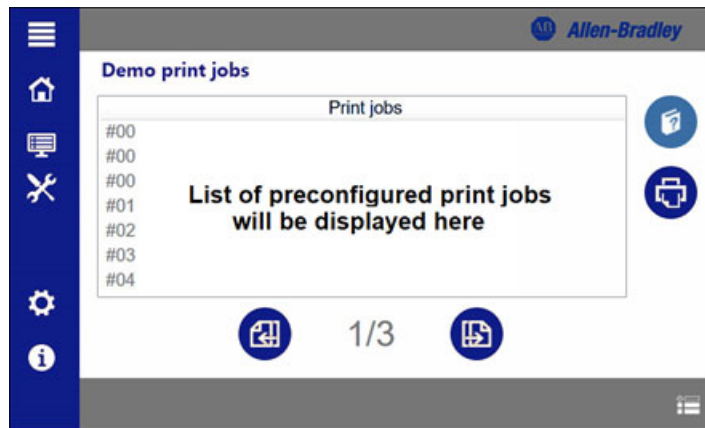 AB Allen-Bradley
Demo print jobs
Print jobs
#00
#00
#00
#01
#02
#03
#04
List of preconfigured print jobs
will be displayed here
1/3